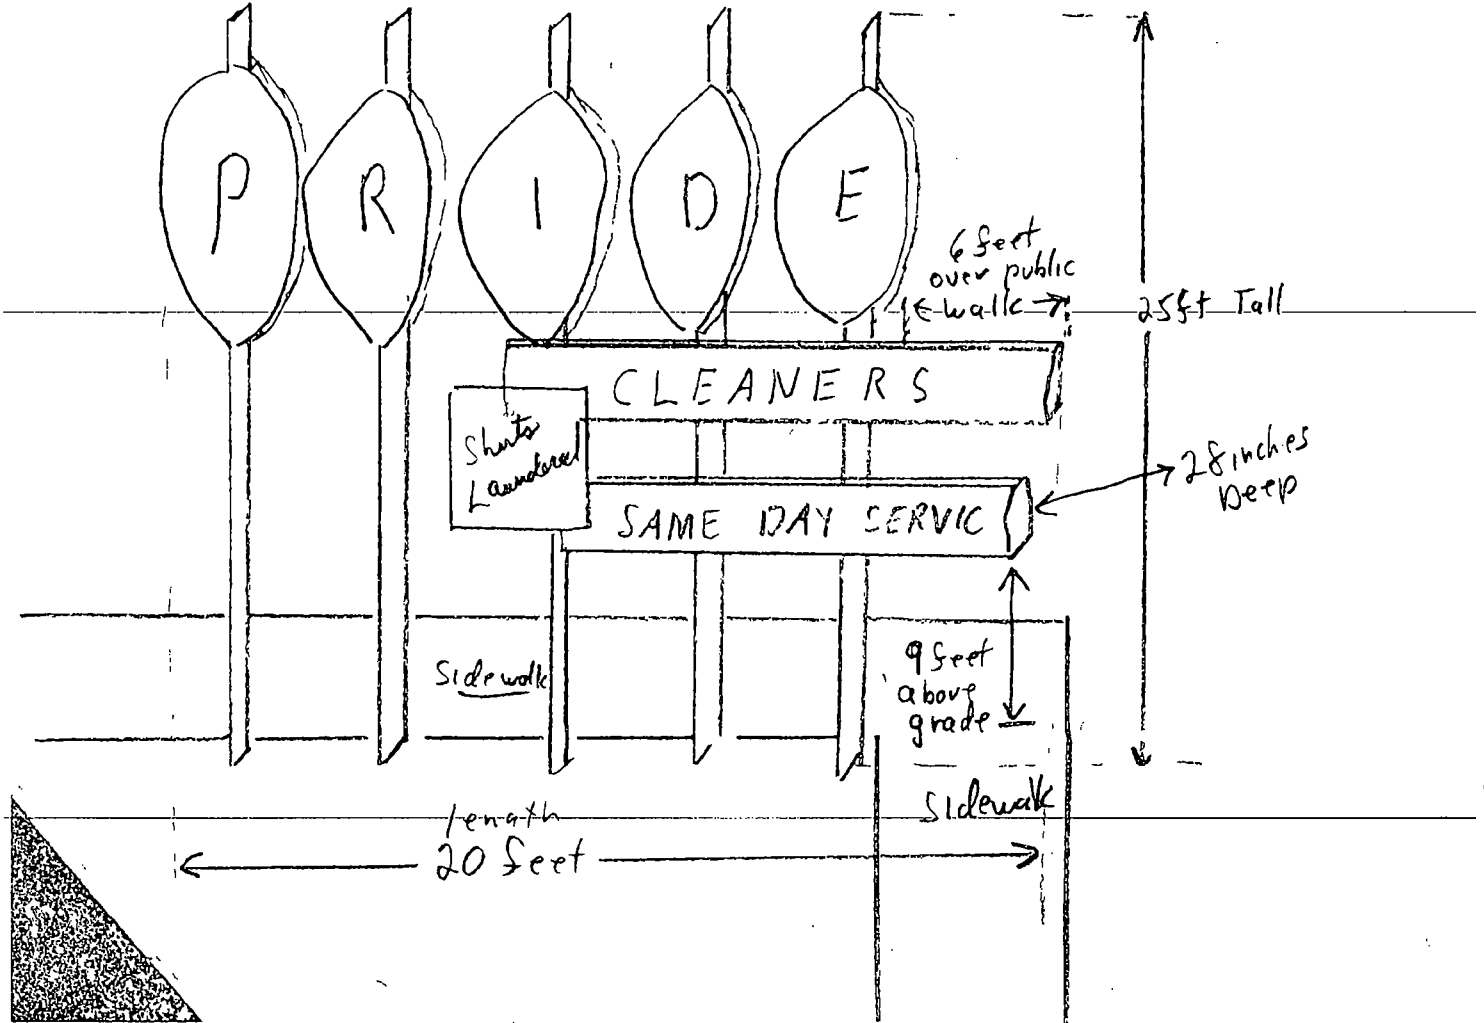 P R I D E
6 feet
over public
walk
25ft Tall
CLEANERS
Shirts
Laundered
28 inches
Deep
SAME DAY SERVIC
9 feet
above
grade
Sidewalk
Sidewalk
length
20 feet